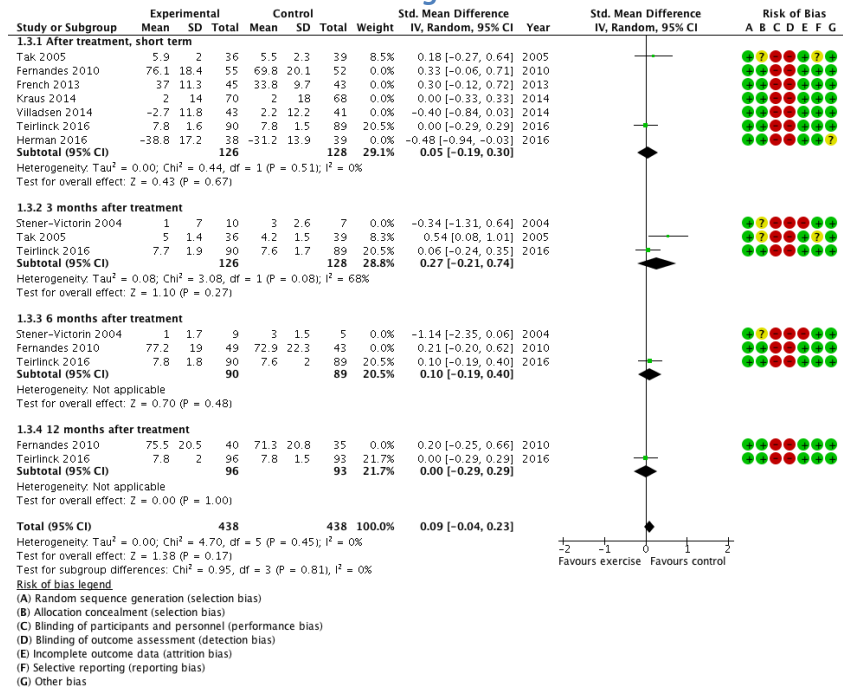 Experimental Control Std. Mean Difference Std. Mean Difference Risk of Bias
Study or Subgroup Mean SD Total Mean SD Total Weight IV, Random, 95% CI Year IV, Random, 95% CI A B C D E F G
1.3.1 After treatment, short term
Tak 2005 5.9 2 36 5.5 2.3 39 8.5% 0.18 [-0.27, 0.64] 2005 + ? - - + ? +
Fernandes 2010 76.1 18.4 55 69.8 20.1 52 0.0% 0.33 [-0.06, 0.71] 2010 + + - - + + +
French 2013 37 11.3 45 33.8 9.7 43 0.0% 0.30 [-0.12, 0.72] 2013 + + - - + + +
Kraus 2014 2 14 70 2 18 68 0.0% 0.00 [-0.33, 0.33] 2014 + + - - + + +
Villadsen 2014 -2.7 11.8 43 2.2 12.2 41 0.0% -0.40 [-0.84, 0.03] 2014 + + - - + + +
Teirlinck 2016 7.8 1.6 90 7.8 1.5 89 20.5% 0.00 [-0.29, 0.29] 2016 + + - - + + +
Herman 2016 -38.8 17.2 38 -31.2 13.9 39 0.0% -0.48 [-0.94, -0.03] 2016 + + - - + + ?
Subtotal (95% CI) 126 128 29.1% 0.05 [-0.19, 0.30]
Heterogeneity: Tau² = 0.00; Chi² = 0.44, df = 1 (P = 0.51); I² = 0%
Test for overall effect: Z = 0.43 (P = 0.67)
1.3.2 3 months after treatment
Stener-Victorin 2004 1 7 10 3 2.6 7 0.0% -0.34 [-1.31, 0.64] 2004 + ? - - - + +
Tak 2005 5 1.4 36 4.2 1.5 39 8.3% 0.54 [0.08, 1.01] 2005 + ? - - + ? +
Teirlinck 2016 7.7 1.9 90 7.6 1.7 89 20.5% 0.06 [-0.24, 0.35] 2016 + + - - + + +
Subtotal (95% CI) 126 128 28.8% 0.27 [-0.21, 0.74]
Heterogeneity: Tau² = 0.08; Chi² = 3.08, df = 1 (P = 0.08); I² = 68%
Test for overall effect: Z = 1.10 (P = 0.27)
1.3.3 6 months after treatment
Stener-Victorin 2004 1 1.7 9 3 1.5 5 0.0% -1.14 [-2.35, 0.06] 2004 + ? - - - + +
Fernandes 2010 77.2 19 49 72.9 22.3 43 0.0% 0.21 [-0.20, 0.62] 2010 + + - - + + +
Teirlinck 2016 7.8 1.8 90 7.6 2 89 20.5% 0.10 [-0.19, 0.40] 2016 + + - - + + +
Subtotal (95% CI) 90 89 20.5% 0.10 [-0.19, 0.40]
Heterogeneity: Not applicable
Test for overall effect: Z = 0.70 (P = 0.48)
1.3.4 12 months after treatment
Fernandes 2010 75.5 20.5 40 71.3 20.8 35 0.0% 0.20 [-0.25, 0.66] 2010 + + - - + + +
Teirlinck 2016 7.8 2 96 7.8 1.5 93 21.7% 0.00 [-0.29, 0.29] 2016 + + - - + + +
Subtotal (95% CI) 96 93 21.7% 0.00 [-0.29, 0.29]
Heterogeneity: Not applicable
Test for overall effect: Z = 0.00 (P = 1.00)
Total (95% CI) 438 438 100.0% 0.09 [-0.04, 0.23]
Heterogeneity: Tau² = 0.00; Chi² = 4.70, df = 5 (P = 0.45); I² = 0%
Test for overall effect: Z = 1.38 (P = 0.17)
Test for subgroup differences: Chi² = 0.95, df = 3 (P = 0.81), I² = 0%
-2 -1 0 1 2
Favours exercise Favours control
Risk of bias legend
(A) Random sequence generation (selection bias)
(B) Allocation concealment (selection bias)
(C) Blinding of participants and personnel (performance bias)
(D) Blinding of outcome assessment (detection bias)
(E) Incomplete outcome data (attrition bias)
(F) Selective reporting (reporting bias)
(G) Other bias